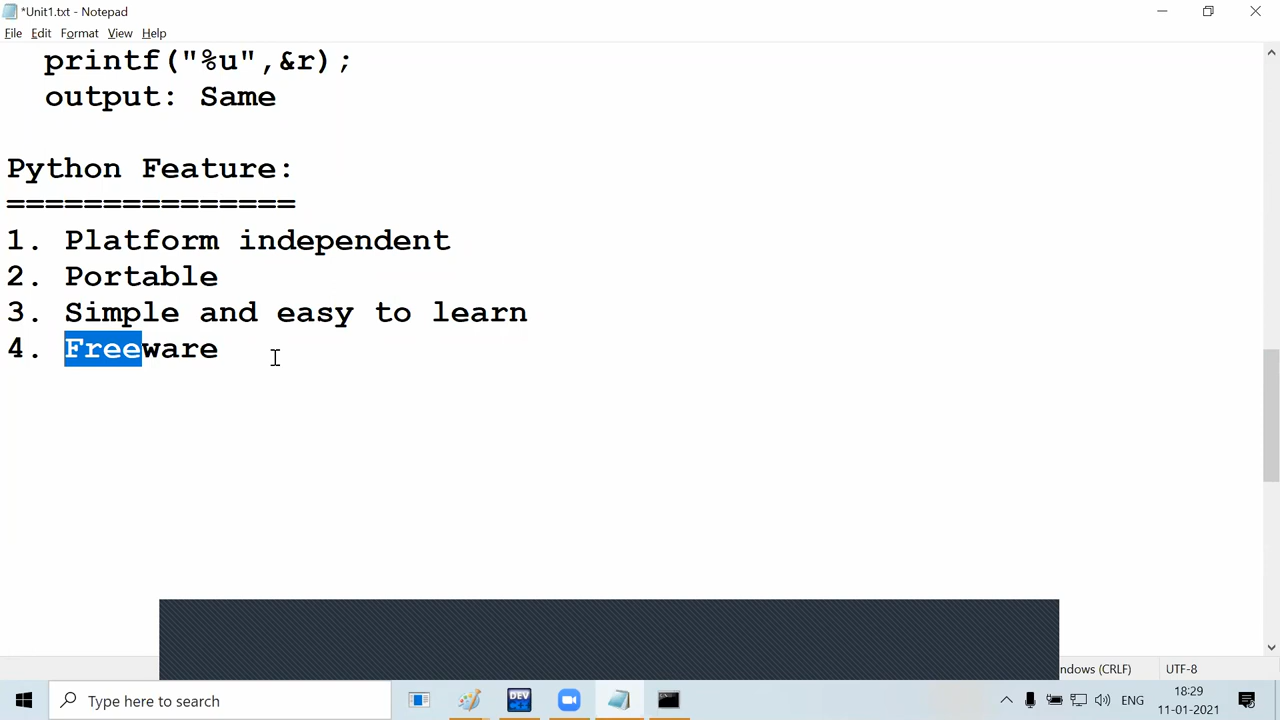 *Unit1.txt - Notepad
File Edit Format View Help
printf("%u",&r);
output: Same
Python Feature:
===============
1. Platform independent
2. Portable
3. Simple and easy to learn
4. Freeware
ndows (CRLF) UTF-8
Type here to search
DEV
ENG
18:29
11-01-2021